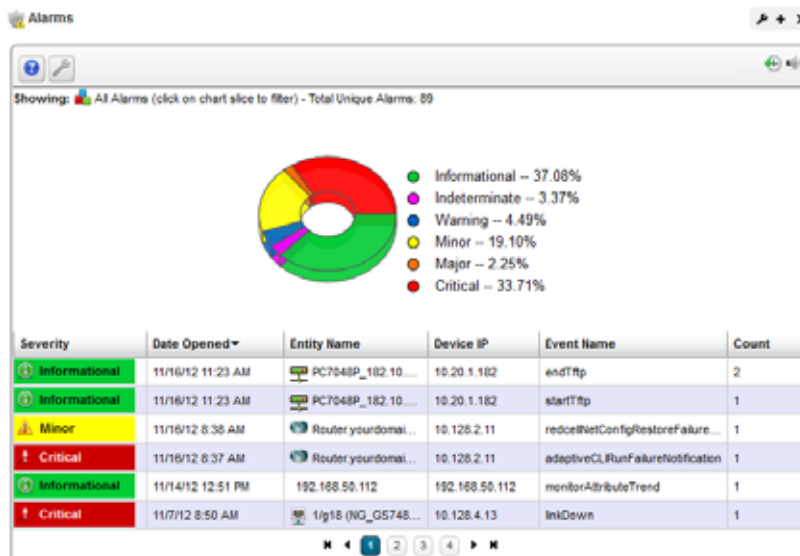 Alarms
Showing: All Alarms (click on chart slice to filter) - Total Unique Alarms: 89
Informational -- 37.08%
Indeterminate -- 3.37%
Warning -- 4.49%
Minor -- 19.10%
Major -- 2.25%
Critical -- 33.71%
Severity Date Opened Entity Name Device IP Event Name Count
Informational 11/16/12 11:23 AM PC7048P_182.10.... 10.20.1.182 endTftp 2
Informational 11/16/12 11:23 AM PC7048P_182.10.... 10.20.1.182 startTftp 1
Minor 11/16/12 8:38 AM Router.yourdomai... 10.128.2.11 redcellNetConfigRestoreFailure... 1
Critical 11/16/12 8:37 AM Router.yourdomai... 10.128.2.11 adaptiveCLIRunFailureNotification 1
Informational 11/14/12 12:51 PM 192.168.50.112 192.168.50.112 monitorAttributeTrend 1
Critical 11/7/12 8:50 AM 1/g18 (NG_GS748... 10.128.4.13 linkDown 1
1 2 3 4